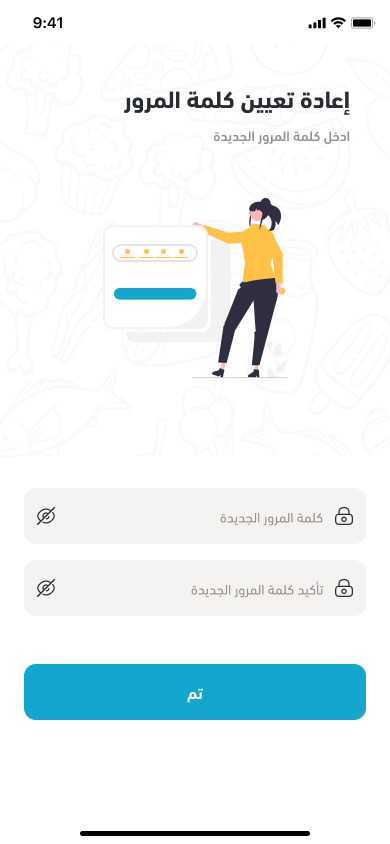 9:41
إعادة تعيين كلمة المرور
ادخل كلمة المرور الجديدة
كلمة المرور الجديدة
تأكيد كلمة المرور الجديدة
تم